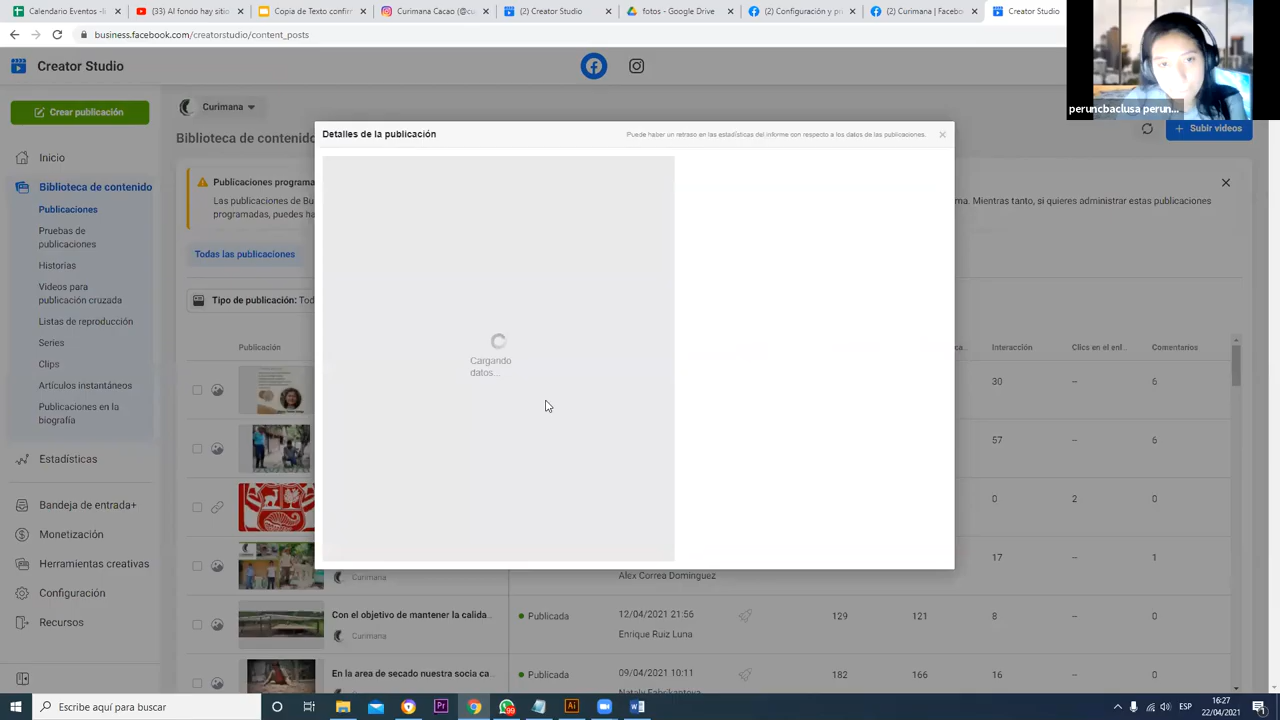 Calendario Eventos - li
(33) Al fondo hay sitio
Copia de Texto confirm
Curimana Cacao (@curi
(2) Creator Studio
fotos - Google Drive
(2) Configuración y pri
(2) Curimana | Faceb
Creator Studio
business.facebook.com/creatorstudio/content_posts
Creator Studio
peruncbaclusa perun...
Crear publicación
Curimana
Biblioteca de contenido
Subir videos
Detalles de la publicación
Puede haber un retraso en las estadísticas del informe con respecto a los datos de las publicaciones.
Cargando
datos...
Inicio
Biblioteca de contenido
Publicaciones
Pruebas de
publicaciones
Historias
Videos para
publicación cruzada
Listas de reproducción
Series
Clips
Artículos instantáneos
Publicaciones en la
biografía
Estadísticas
Bandeja de entrada+
Monetización
Herramientas creativas
Configuración
Recursos
Publicaciones programa
Las publicaciones de Bu
programadas, puedes ha
ma. Mientras tanto, si quieres administrar estas publicaciones
Todas las publicaciones
Tipo de publicación: Tod
Publicación
Interacción
Clics en el enl...
Comentarios
30 -- 6
57 -- 6
0 2 0
17 -- 1
Curimana
Alex Correa Dominguez
Con el objetivo de mantener la calida...
Curimana
Publicada
12/04/2021 21:56
Enrique Ruiz Luna
129 121 8 -- 0
En la area de secado nuestra socia ca...
Publicada
09/04/2021 10:11
182 166 16 -- 0
Escribe aquí para buscar
99
ESP
16:27
22/04/2021
1